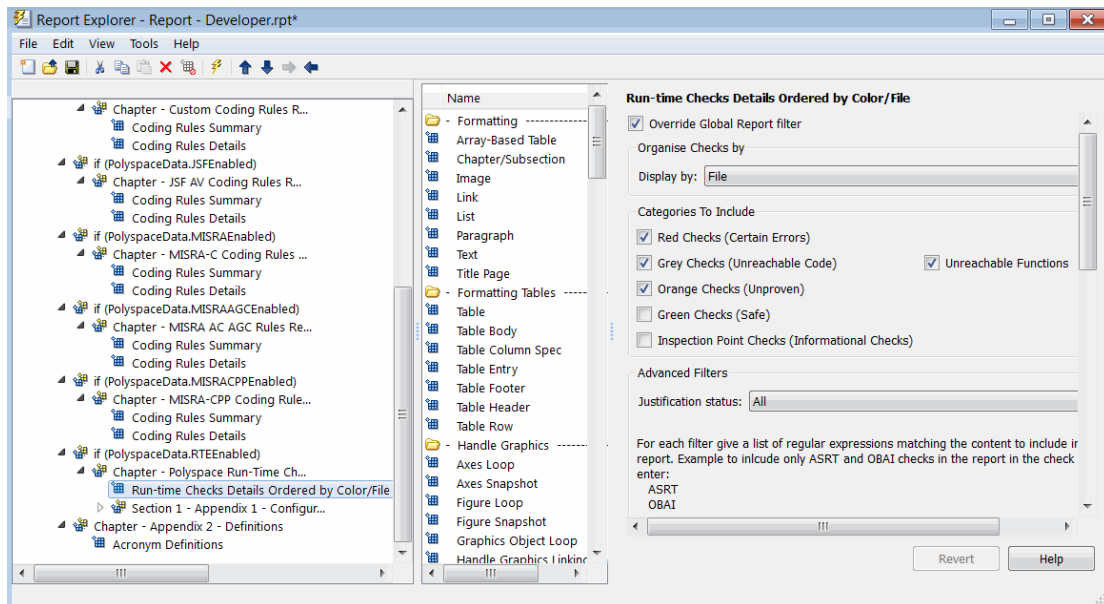 Report Explorer - Report - Developer.rpt*
File Edit View Tools Help
Chapter - Custom Coding Rules R...
Coding Rules Summary
Coding Rules Details
if (PolyspaceData.JSFEnabled)
Chapter - JSF AV Coding Rules R...
Coding Rules Summary
Coding Rules Details
if (PolyspaceData.MISRAEnabled)
Chapter - MISRA-C Coding Rules ...
Coding Rules Summary
Coding Rules Details
if (PolyspaceData.MISRAAGCEnabled)
Chapter - MISRA AC AGC Rules Re...
Coding Rules Summary
Coding Rules Details
if (PolyspaceData.MISRACPPEnabled)
Chapter - MISRA-CPP Coding Rule...
Coding Rules Summary
Coding Rules Details
if (PolyspaceData.RTEEnabled)
Chapter - Polyspace Run-Time Ch...
Run-time Checks Details Ordered by Color/File
Section 1 - Appendix 1 - Configur...
Chapter - Appendix 2 - Definitions
Acronym Definitions
Name
- Formatting -------------
Array-Based Table
Chapter/Subsection
Image
Link
List
Paragraph
Text
Title Page
- Formatting Tables -----
Table
Table Body
Table Column Spec
Table Entry
Table Footer
Table Header
Table Row
- Handle Graphics -------
Axes Loop
Axes Snapshot
Figure Loop
Figure Snapshot
Graphics Object Loop
Handle Graphics Linking
Run-time Checks Details Ordered by Color/File
Override Global Report filter
Organise Checks by
Display by: File
Categories To Include
Red Checks (Certain Errors)
Grey Checks (Unreachable Code) Unreachable Functions
Orange Checks (Unproven)
Green Checks (Safe)
Inspection Point Checks (Informational Checks)
Advanced Filters
Justification status: All
For each filter give a list of regular expressions matching the content to include in
report. Example to inlcude only ASRT and OBAI checks in the report in the check
enter:
ASRT
OBAI
Revert Help